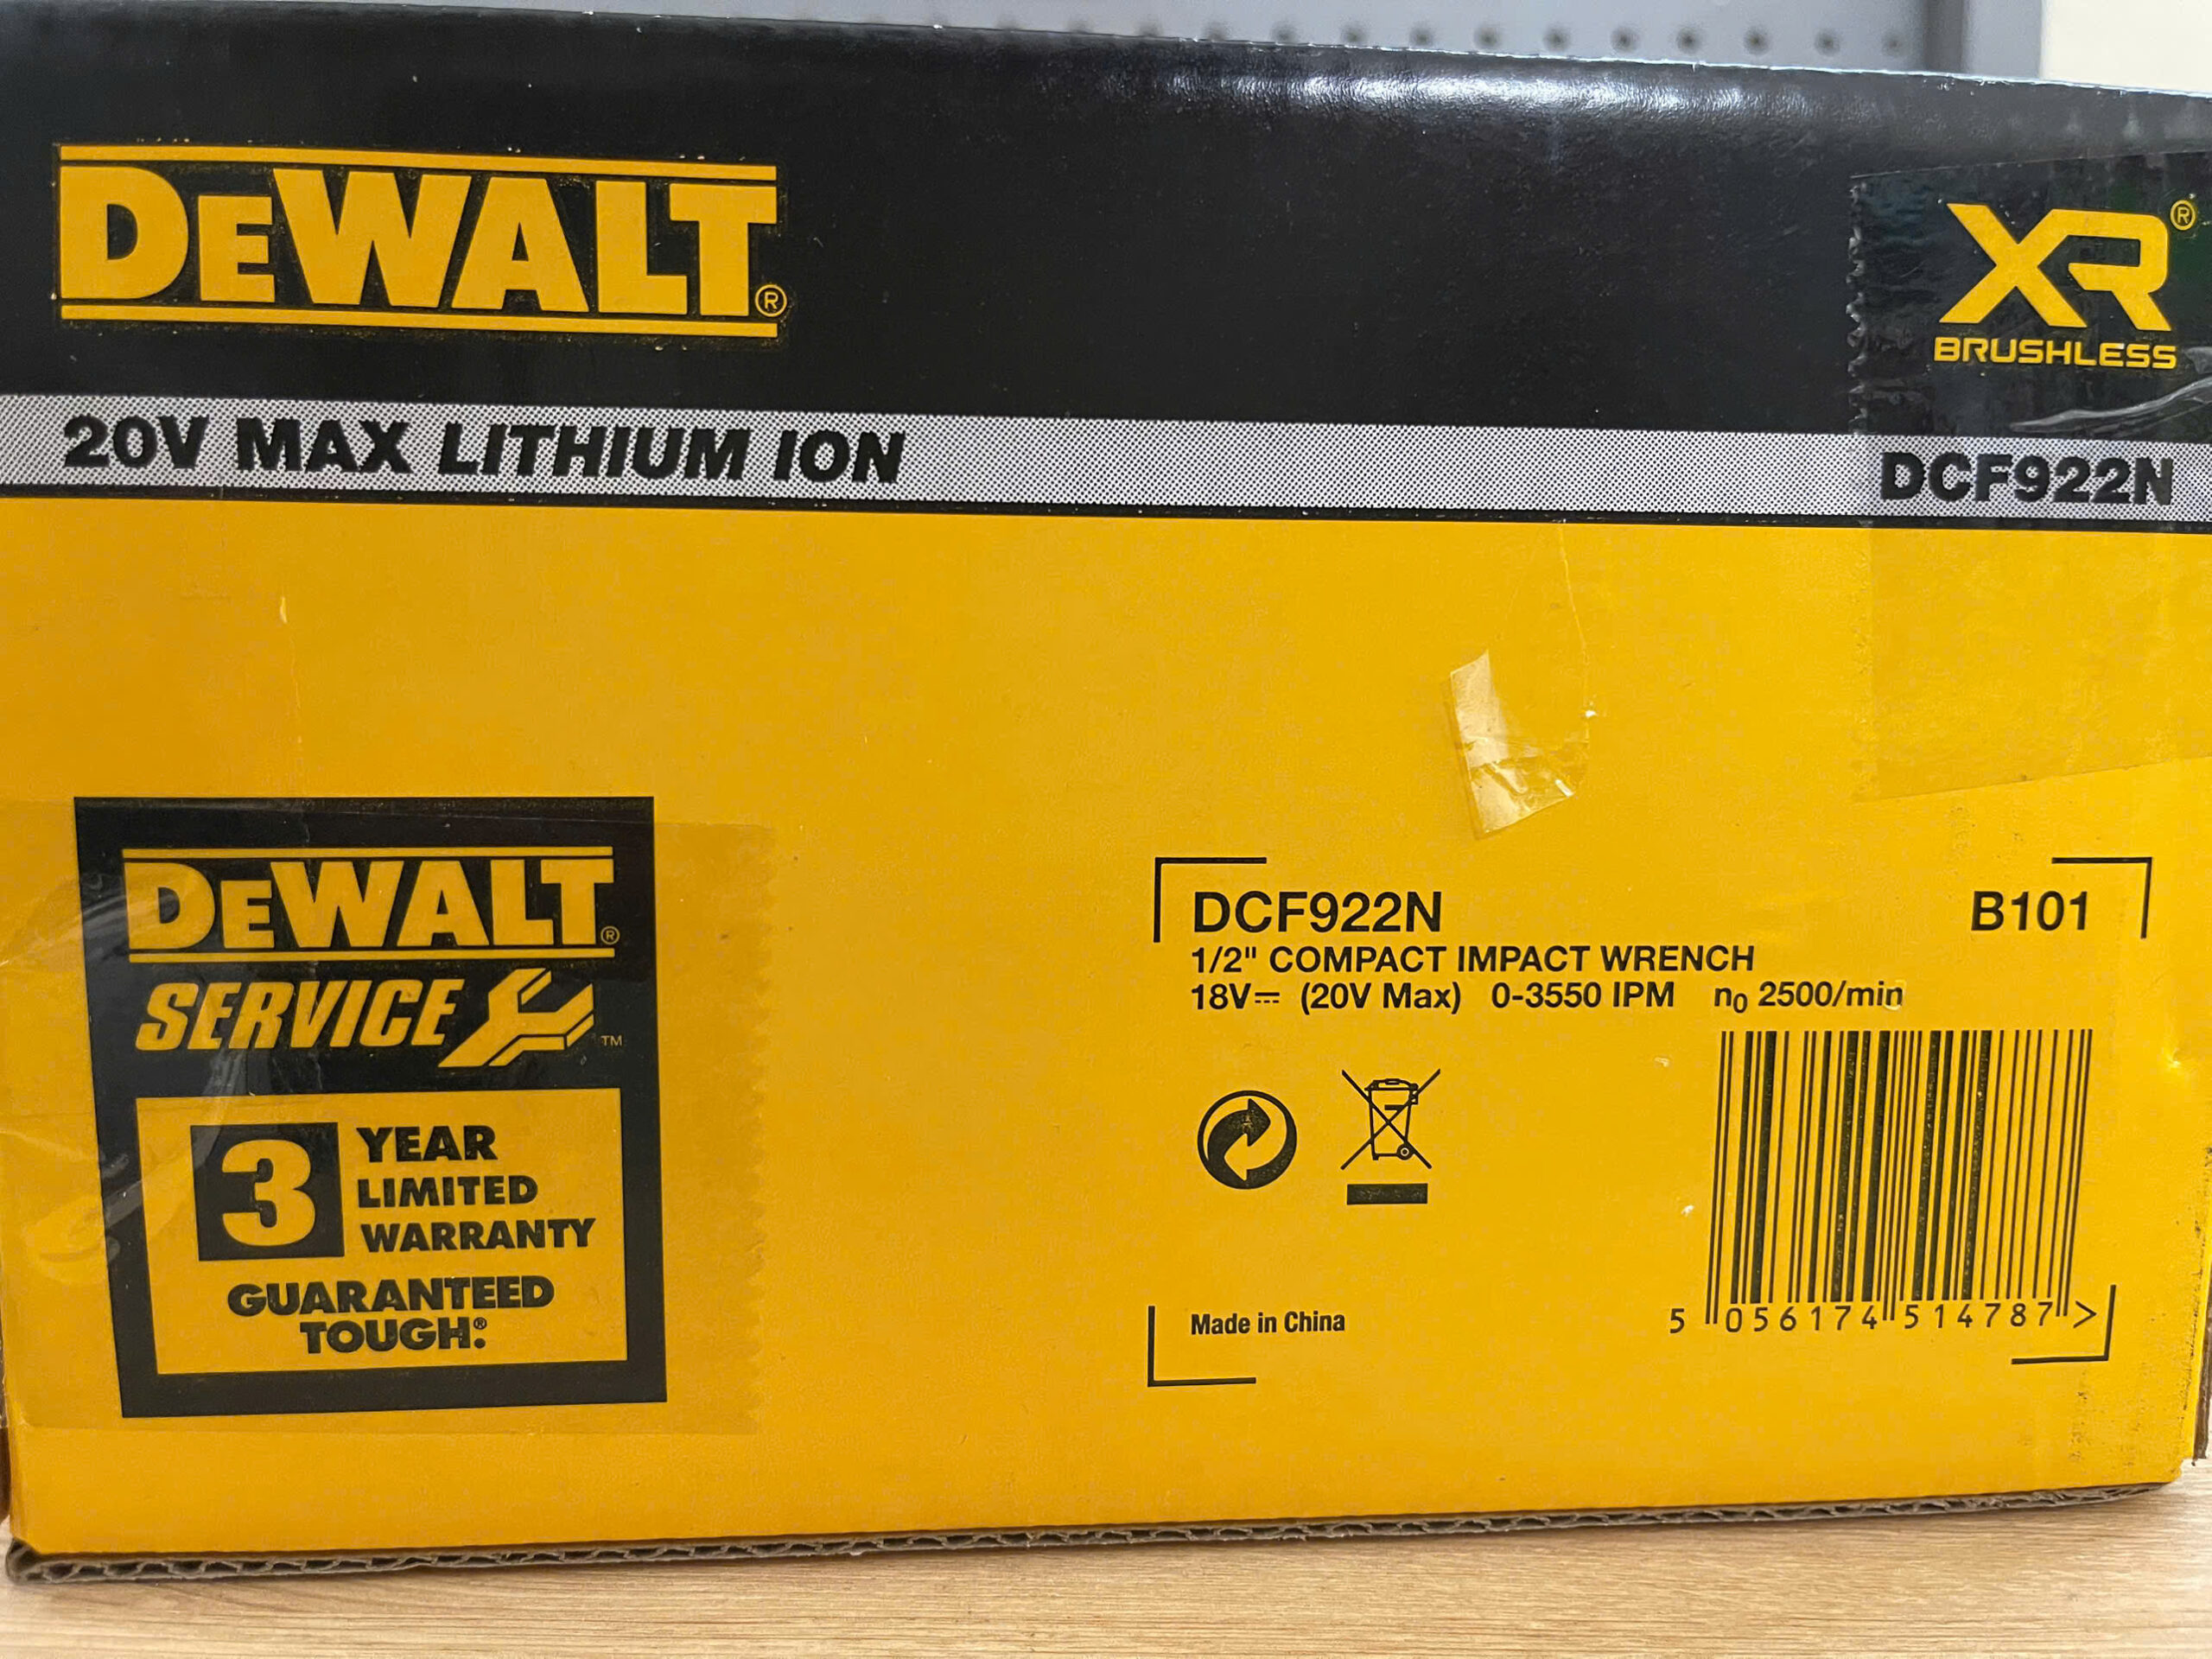 DEWALT®
XR®
BRUSHLESS
20V MAX LITHIUM ION
DCF922N
DEWALT®
SERVICE™
3 YEAR
LIMITED
WARRANTY
GUARANTEED
TOUGH.®
DCF922N B101
1/2" COMPACT IMPACT WRENCH
18V⎓ (20V Max) 0-3550 IPM n₀ 2500/min
Made in China
5 056174 514787 >